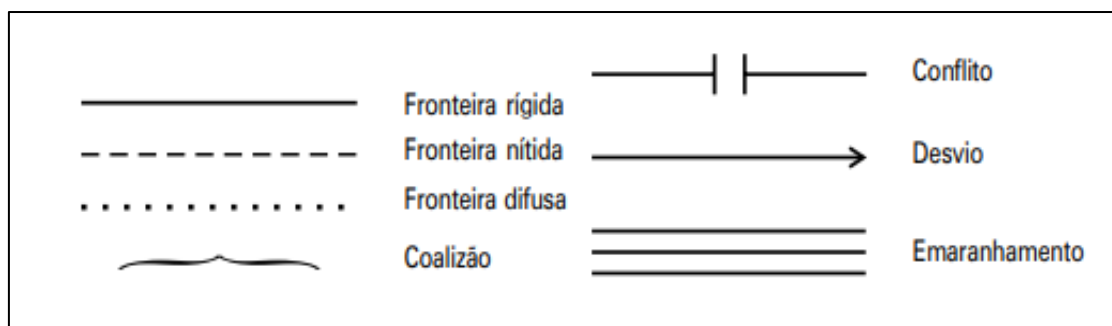 Fronteira rígida
Fronteira nítida
Fronteira difusa
Coalizão
Conflito
Desvio
Emaranhamento